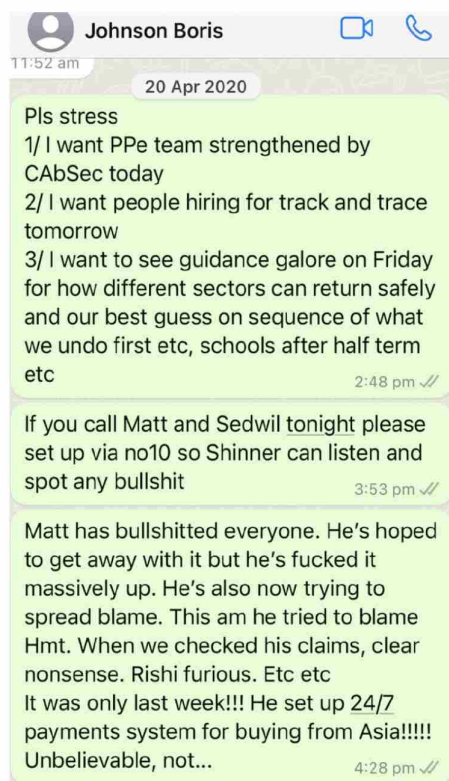 Johnson Boris
11:52 am
20 Apr 2020
Pls stress
1/ I want PPe team strengthened by
CAbSec today
2/ I want people hiring for track and trace
tomorrow
3/ I want to see guidance galore on Friday
for how different sectors can return safely
and our best guess on sequence of what
we undo first etc, schools after half term
etc
2:48 pm
If you call Matt and Sedwil tonight please
set up via no10 so Shinner can listen and
spot any bullshit
3:53 pm
Matt has bullshitted everyone. He's hoped
to get away with it but he's fucked it
massively up. He's also now trying to
spread blame. This am he tried to blame
Hmt. When we checked his claims, clear
nonsense. Rishi furious. Etc etc
It was only last week!!! He set up 24/7
payments system for buying from Asia!!!!!
Unbelievable, not...
4:28 pm